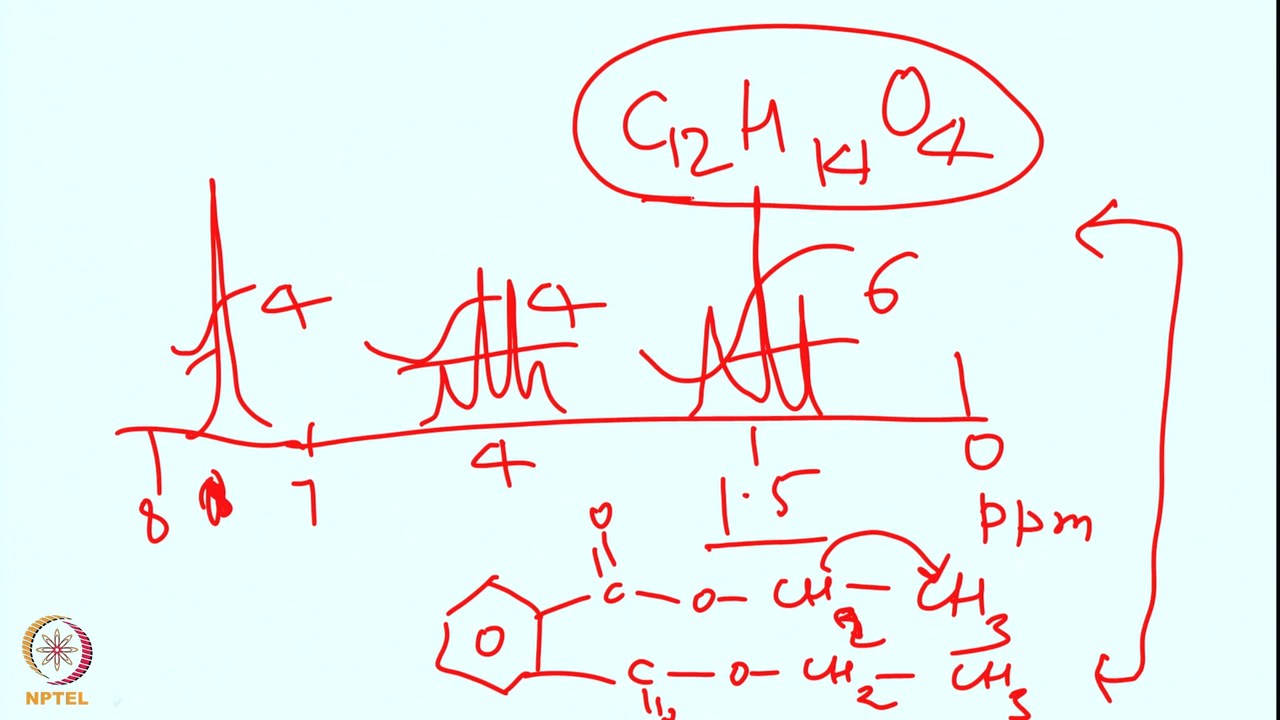 C12H14O4
4 4 6
8 7 4 1.5 0
ppm
O
C O CH2 CH3
O
C O CH2 CH3
NPTEL